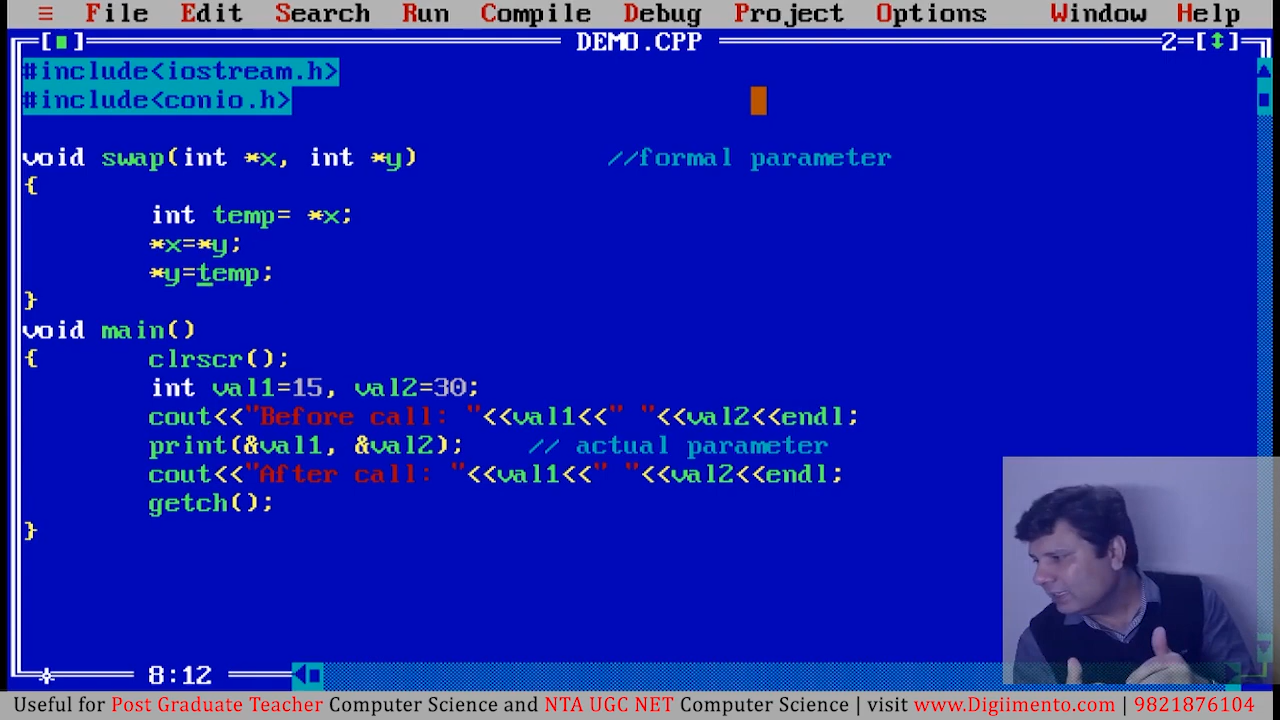 ≡ File Edit Search Run Compile Debug Project Options Window Help
[■] DEMO.CPP 2=[↕]
#include<iostream.h>
#include<conio.h>
void swap(int *x, int *y) //formal parameter
{
int temp= *x;
*x=*y;
*y=temp;
}
void main()
{ clrscr();
int val1=15, val2=30;
cout<<"Before call: "<<val1<<" "<<val2<<endl;
print(&val1, &val2); // actual parameter
cout<<"After call: "<<val1<<" "<<val2<<endl;
getch();
}
8:12
Useful for Post Graduate Teacher Computer Science and NTA UGC NET Computer Science | visit www.Digiimento.com | 9821876104